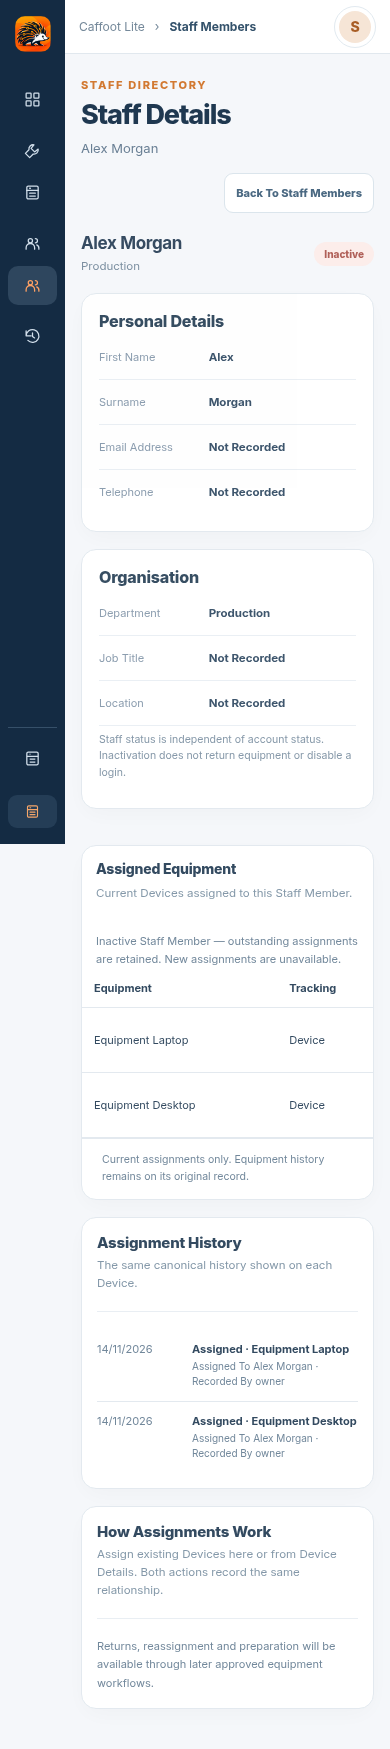 Caffoot Lite › Staff Members
S
STAFF DIRECTORY
Staff Details
Alex Morgan
Back To Staff Members
Alex Morgan
Production
Inactive
Personal Details
First Name Alex
Surname Morgan
Email Address Not Recorded
Telephone Not Recorded
Organisation
Department Production
Job Title Not Recorded
Location Not Recorded
Staff status is independent of account status.
Inactivation does not return equipment or disable a
login.
Assigned Equipment
Current Devices assigned to this Staff Member.
Inactive Staff Member — outstanding assignments
are retained. New assignments are unavailable.
Equipment Tracking
Equipment Laptop Device
Equipment Desktop Device
Current assignments only. Equipment history
remains on its original record.
Assignment History
The same canonical history shown on each
Device.
14/11/2026 Assigned · Equipment Laptop
Assigned To Alex Morgan ·
Recorded By owner
14/11/2026 Assigned · Equipment Desktop
Assigned To Alex Morgan ·
Recorded By owner
How Assignments Work
Assign existing Devices here or from Device
Details. Both actions record the same
relationship.
Returns, reassignment and preparation will be
available through later approved equipment
workflows.